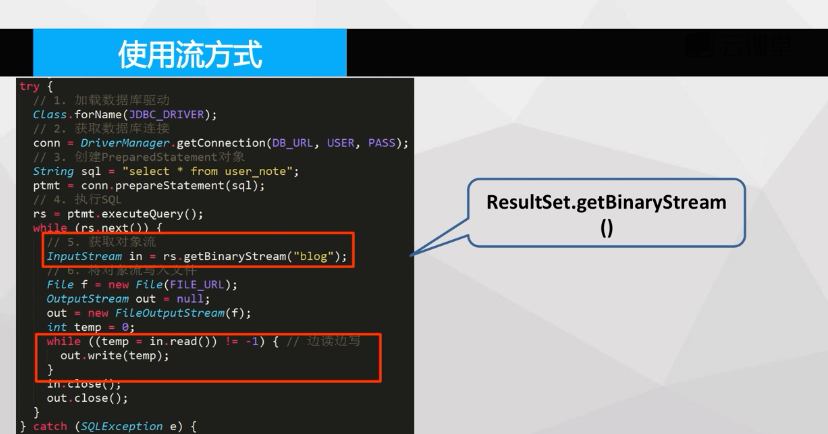 使用流方式
try {
// 1. 加载数据库驱动
Class.forName(JDBC_DRIVER);
// 2. 获取数据库连接
conn = DriverManager.getConnection(DB_URL, USER, PASS);
// 3. 创建PreparedStatement对象
String sql = "select * from user_note";
ptmt = conn.prepareStatement(sql);
// 4. 执行SQL
rs = ptmt.executeQuery();
while (rs.next()) {
// 5. 获取对象流
InputStream in = rs.getBinaryStream("blog");
// 6. 将对象流写入文件
File f = new File(FILE_URL);
OutputStream out = null;
out = new FileOutputStream(f);
int temp = 0;
while ((temp = in.read()) != -1) { // 边读边写
out.write(temp);
}
in.close();
out.close();
}
} catch (SQLException e) {
ResultSet.getBinaryStream
()